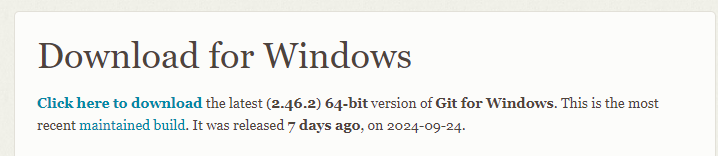 Download for Windows
Click here to download the latest (2.46.2) 64-bit version of Git for Windows. This is the most
recent maintained build. It was released 7 days ago, on 2024-09-24.